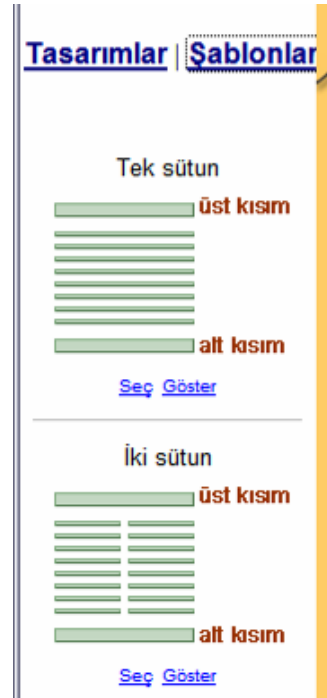 Tasarımlar | Şablonlar
Tek sütun
üst kısım
alt kısım
Seç Göster
İki sütun
üst kısım
alt kısım
Seç Göster